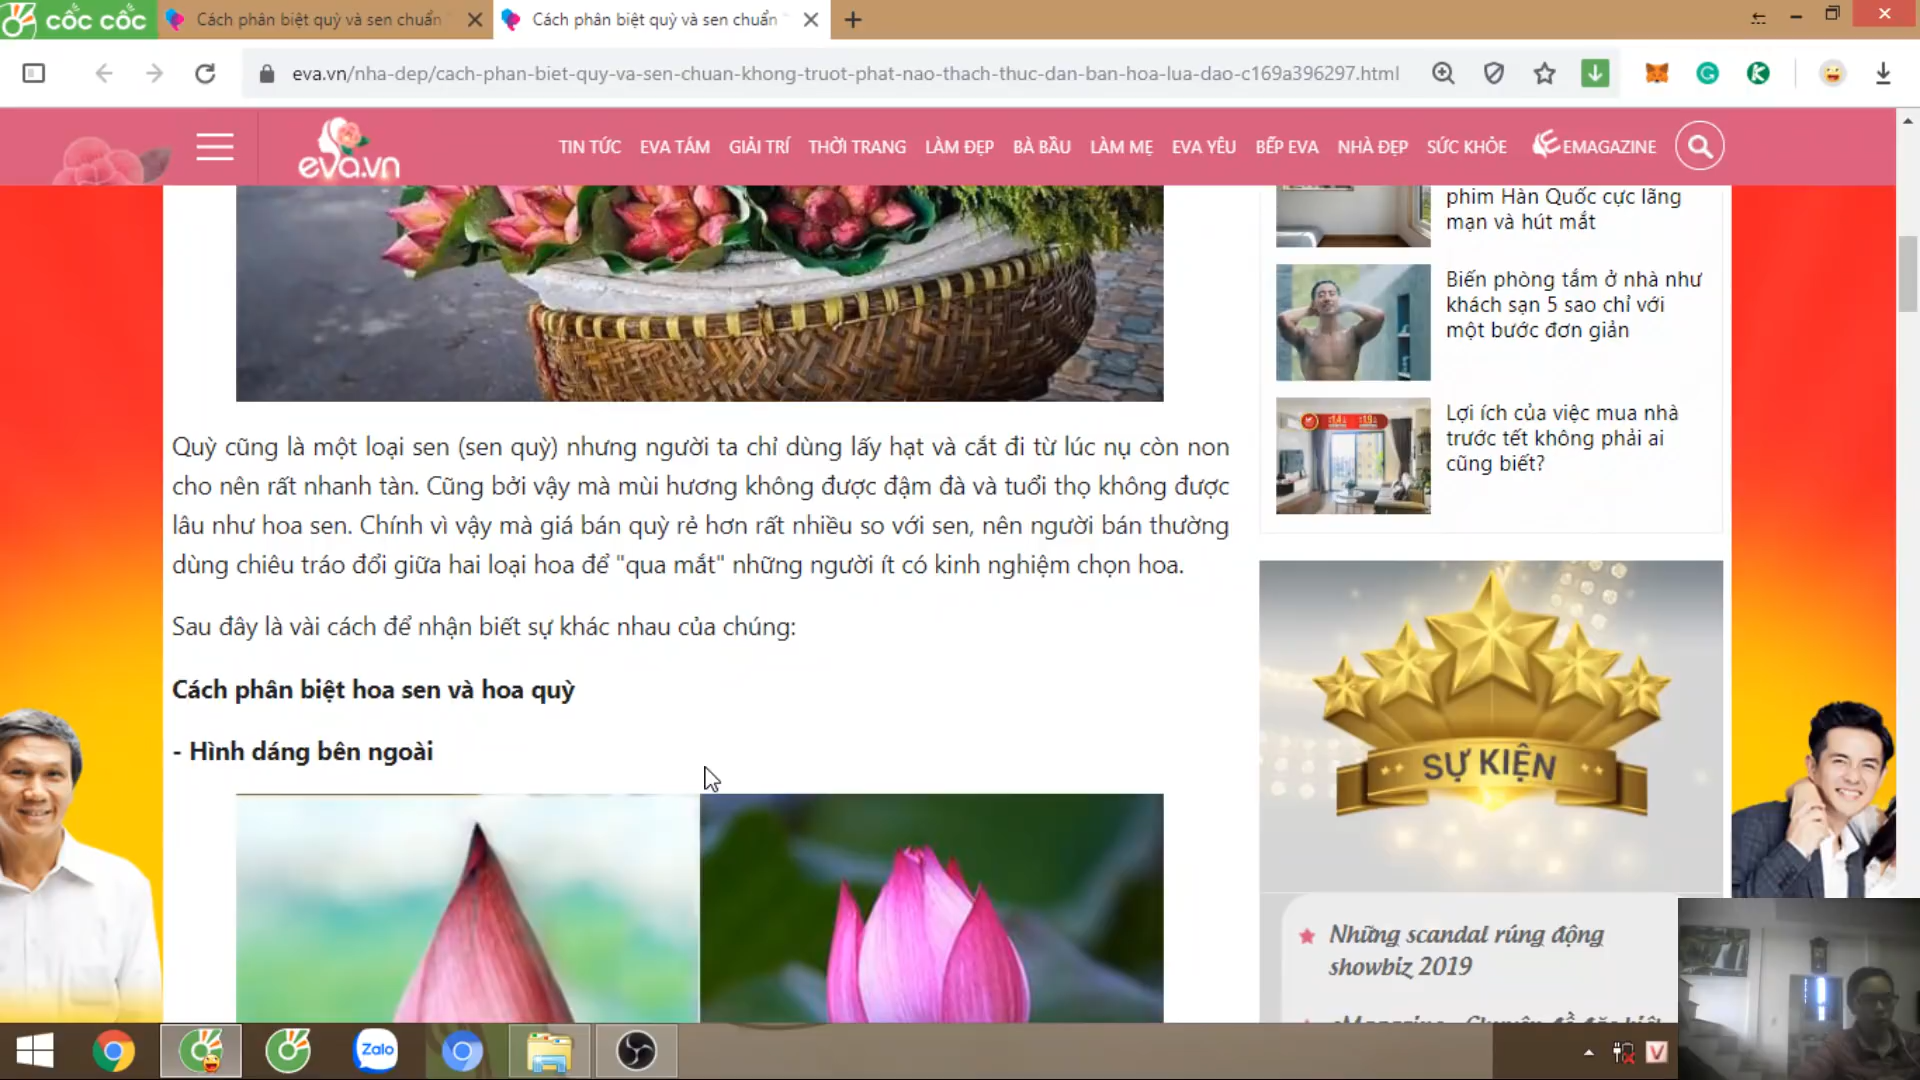 CỐC CỐC
Cách phân biệt quỳ và sen chuẩn
Cách phân biệt quỳ và sen chuẩn
eva.vn/nha-dep/cach-phan-biet-quy-va-sen-chuan-khong-truot-phat-nao-thach-thuc-dan-ban-hoa-lua-dao-c169a396297.html
eva.vn
TIN TỨC EVA TÁM GIẢI TRÍ THỜI TRANG LÀM ĐẸP BÀ BẦU LÀM MẸ EVA YÊU BẾP EVA NHÀ ĐẸP SỨC KHỎE EMAGAZINE
phim Hàn Quốc cực lãng
mạn và hút mắt
Biến phòng tắm ở nhà như
khách sạn 5 sao chỉ với
một bước đơn giản
Lợi ích của việc mua nhà
trước tết không phải ai
cũng biết?
Quỳ cũng là một loại sen (sen quỳ) nhưng người ta chỉ dùng lấy hạt và cắt đi từ lúc nụ còn non
cho nên rất nhanh tàn. Cũng bởi vậy mà mùi hương không được đậm đà và tuổi thọ không được
lâu như hoa sen. Chính vì vậy mà giá bán quỳ rẻ hơn rất nhiều so với sen, nên người bán thường
dùng chiêu tráo đổi giữa hai loại hoa để "qua mắt" những người ít có kinh nghiệm chọn hoa.
Sau đây là vài cách để nhận biết sự khác nhau của chúng:
Cách phân biệt hoa sen và hoa quỳ
- Hình dáng bên ngoài
SỰ KIỆN
Những scandal rúng động
showbiz 2019
Zalo